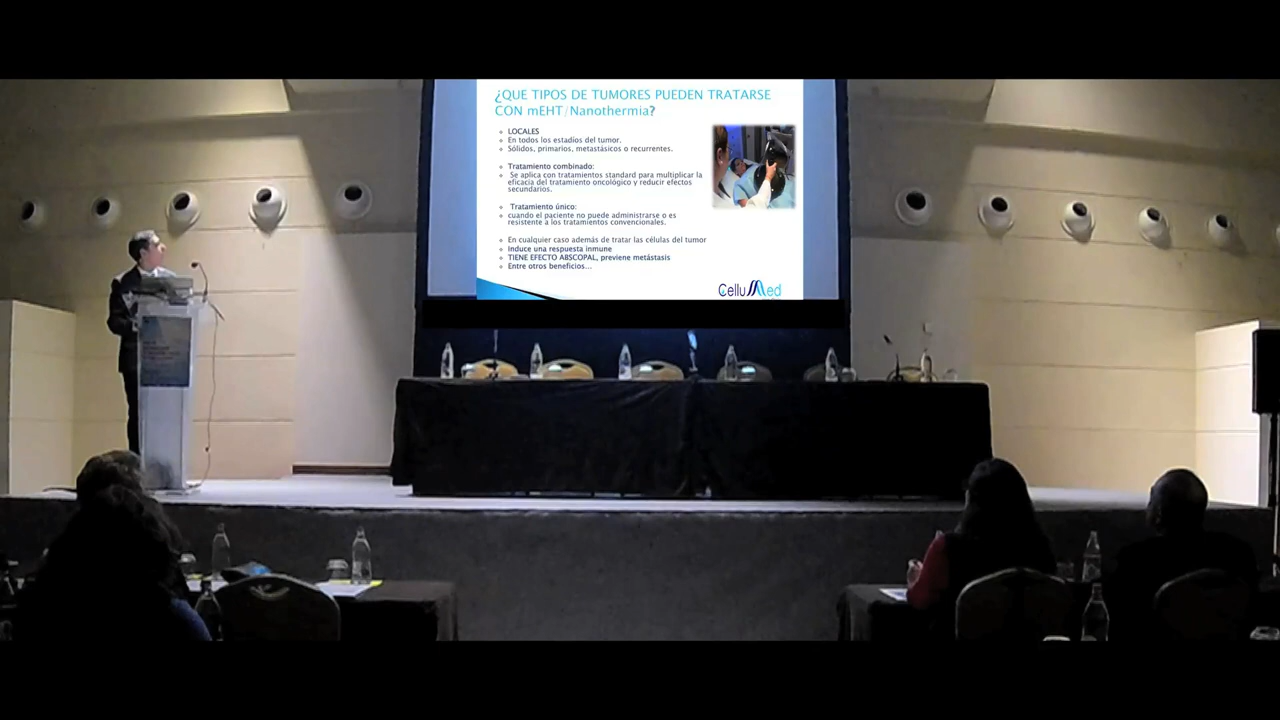 ¿QUE TIPOS DE TUMORES PUEDEN TRATARSE
CON mEHT/Nanothermia?
LOCALES
En todos los estadios del tumor.
Sólidos, primarios, metastásicos o recurrentes.
Tratamiento combinado:
Se aplica con tratamientos standard para multiplicar la
eficacia del tratamiento oncológico y reducir efectos
secundarios.
Tratamiento único:
cuando el paciente no puede administrarse o es
resistente a los tratamientos convencionales.
En cualquier caso además de tratar las células del tumor
Induce una respuesta inmune
TIENE EFECTO ABSCOPAL, previene metástasis
Entre otros beneficios...
CelluMed